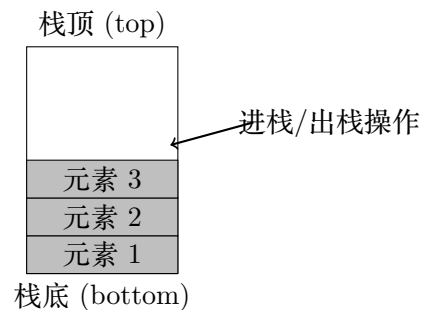 栈顶 (top)
进栈/出栈操作
元素 3
元素 2
元素 1
栈底 (bottom)